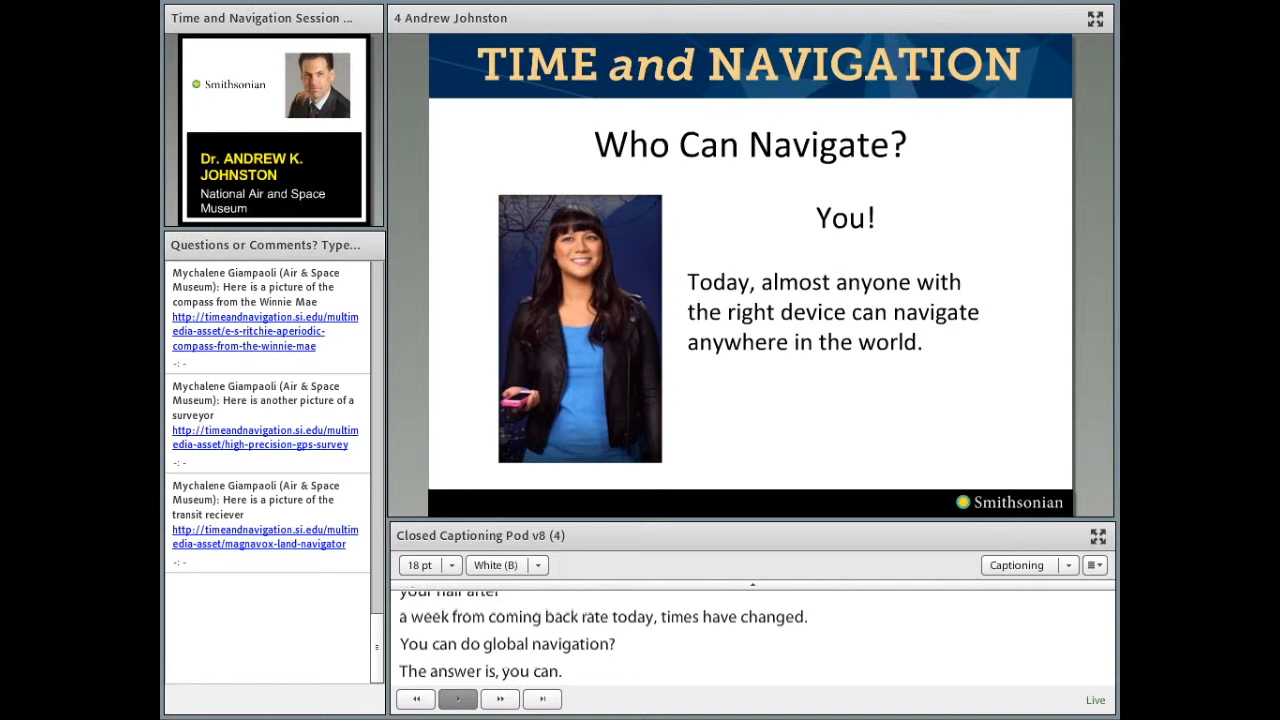 Time and Navigation Session ...
Smithsonian
Dr. ANDREW K.
JOHNSTON
National Air and Space
Museum
Questions or Comments? Type...
Mychalene Giampaoli (Air & Space
Museum): Here is a picture of the
compass from the Winnie Mae
http://timeandnavigation.si.edu/multim
edia-asset/e-s-ritchie-aperiodic-
compass-from-the-winnie-mae
-: -
Mychalene Giampaoli (Air & Space
Museum): Here is another picture of a
surveyor
http://timeandnavigation.si.edu/multim
edia-asset/high-precision-gps-survey
-: -
Mychalene Giampaoli (Air & Space
Museum): Here is a picture of the
transit reciever
http://timeandnavigation.si.edu/multim
edia-asset/magnavox-land-navigator
-: -
4 Andrew Johnston
TIME and NAVIGATION
Who Can Navigate?
You!
Today, almost anyone with
the right device can navigate
anywhere in the world.
Smithsonian
Closed Captioning Pod v8 (4)
18 pt
White (B)
Captioning
your hair after
a week from coming back rate today, times have changed.
You can do global navigation?
The answer is, you can.
Live